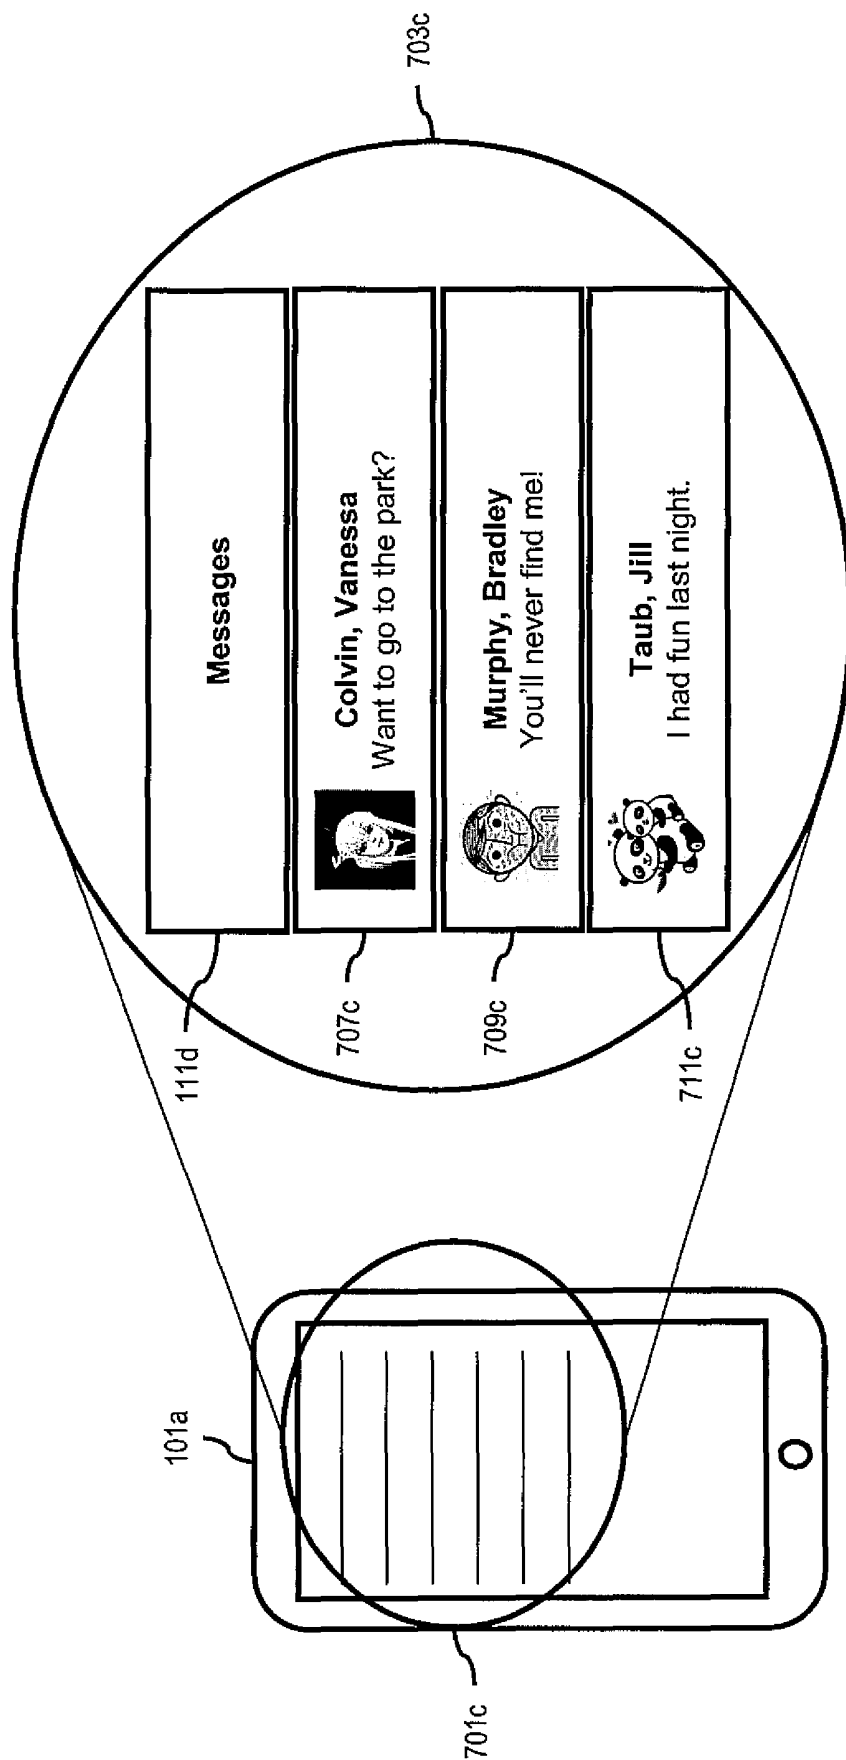 101a
701c
703c
111d
Messages
707c
Colvin, Vanessa
Want to go to the park?
709c
Murphy, Bradley
You'll never find me!
711c
Taub, Jill
I had fun last night.